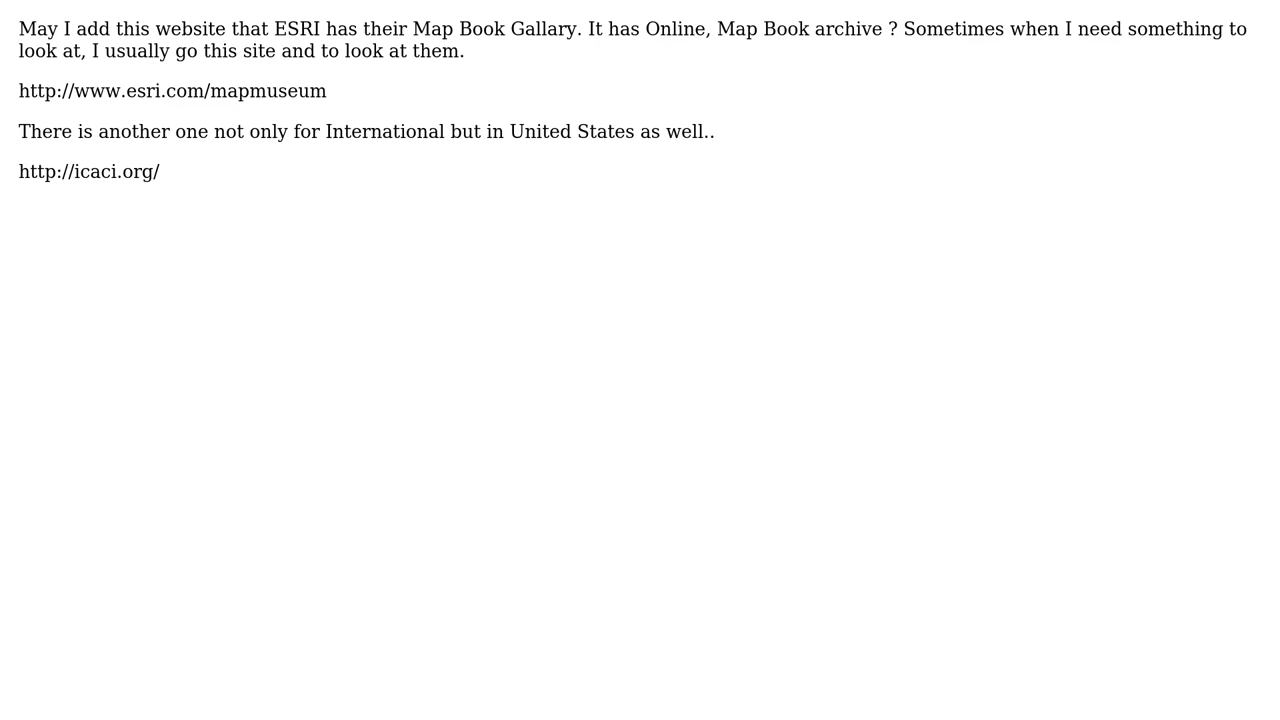 May I add this website that ESRI has their Map Book Gallary. It has Online, Map Book archive ? Sometimes when I need something to
look at, I usually go this site and to look at them.
http://www.esri.com/mapmuseum
There is another one not only for International but in United States as well..
http://icaci.org/